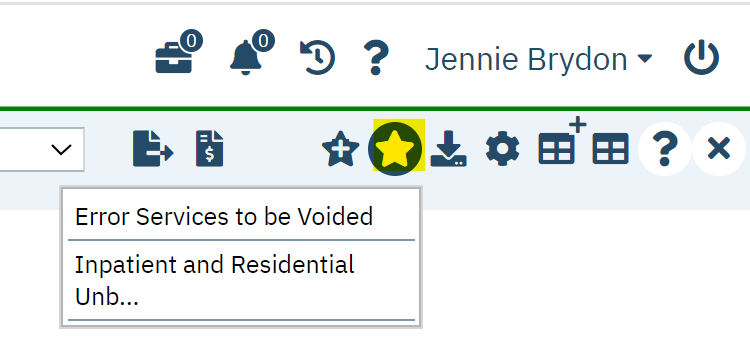 0
0
?
Jennie Brydon
$
?
Error Services to be Voided
Inpatient and Residential
Unb...